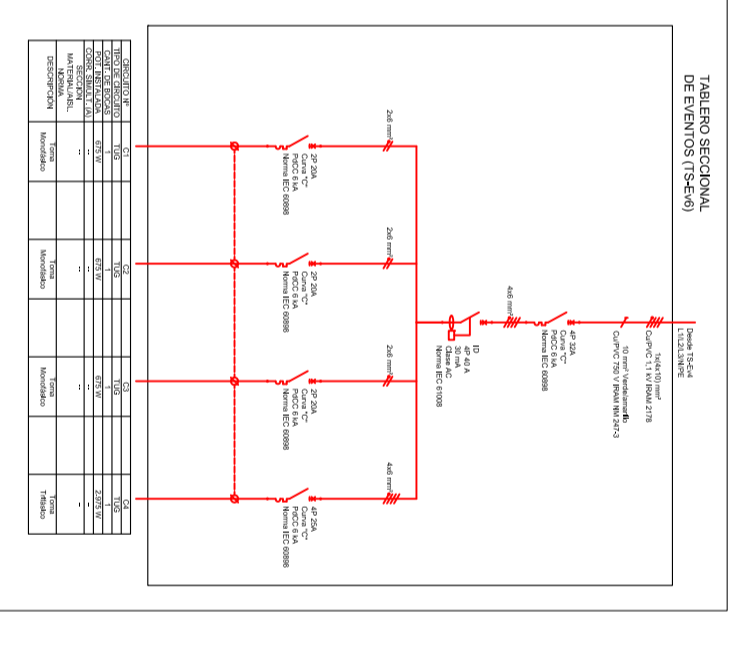 TABLERO SECCIONAL
DE EVENTOS (TS-Ev6)
Desde TS-Ev4
L1/L2/L3/N/PE
1x(4x10) mm²
Cu/PVC 1,1 kV IRAM 2178
10 mm² Verde/amarillo
Cu/PVC 750 V IRAM NM 247-3
4P 32A
Curva "C"
PdCC 6 kA
Norma IEC 60898
4x6 mm²
ID
4P 40 A
30 mA
Clase AC
Norma IEC 61008
2x6 mm²
2x6 mm²
2x6 mm²
4x6 mm²
2P 20A
Curva "C"
PdCC 6 kA
Norma IEC 60898
2P 20A
Curva "C"
PdCC 6 kA
Norma IEC 60898
2P 20A
Curva "C"
PdCC 6 kA
Norma IEC 60898
4P 25A
Curva "C"
PdCC 6 kA
Norma IEC 60898
CIRCUITO Nº C1 C2 C3 C4
TIPO DE CIRCUITO TUG TUG TUG TUG
CANT. DE BOCAS 1 1 1 1
POT. INSTALADA 675 W 675 W 675 W 2.975 W
CORR. SIMULT. (A) -- -- -- --
SECCIÓN
MATERIAL/AISL.
NORMA
-- -- -- --
DESCRIPCIÓN
Toma
Monofásico
Toma
Monofásico
Toma
Monofásico
Toma
Trifásico